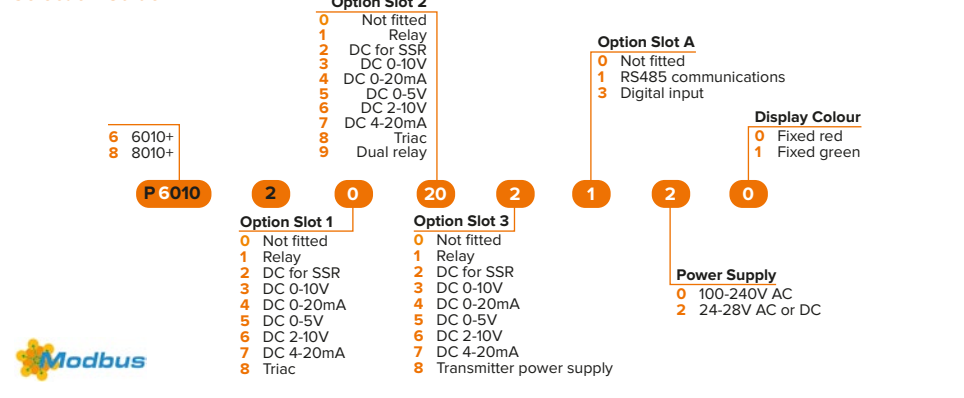 Option Slot 2
0 Not fitted
1 Relay
2 DC for SSR
3 DC 0-10V
4 DC 0-20mA
5 DC 0-5V
6 DC 2-10V
7 DC 4-20mA
8 Triac
9 Dual relay
Option Slot A
0 Not fitted
1 RS485 communications
3 Digital input
Display Colour
0 Fixed red
1 Fixed green
6 6010+
8 8010+
P6010 2 0 20 2 1 2 0
Option Slot 1
0 Not fitted
1 Relay
2 DC for SSR
3 DC 0-10V
4 DC 0-20mA
5 DC 0-5V
6 DC 2-10V
7 DC 4-20mA
8 Triac
Option Slot 3
0 Not fitted
1 Relay
2 DC for SSR
3 DC 0-10V
4 DC 0-20mA
5 DC 0-5V
6 DC 2-10V
7 DC 4-20mA
8 Transmitter power supply
Power Supply
0 100-240V AC
2 24-28V AC or DC
Modbus